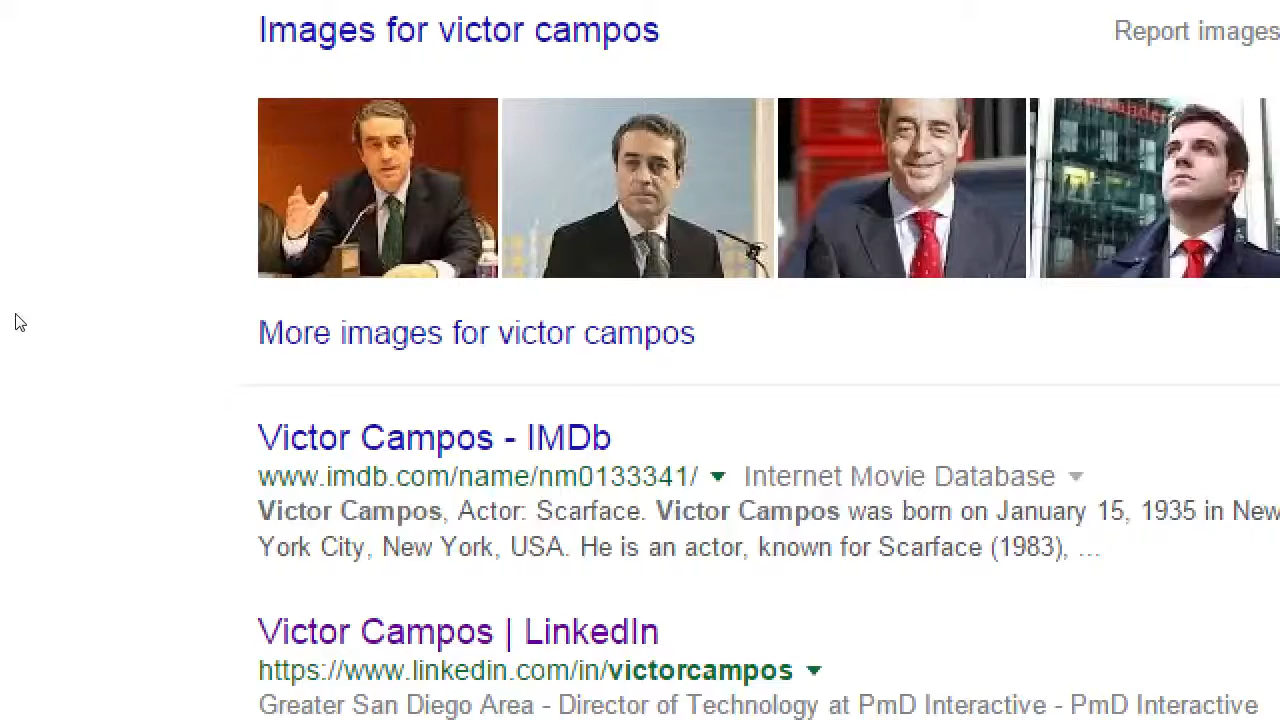 Images for victor campos
Report images
More images for victor campos
Victor Campos - IMDb
www.imdb.com/name/nm0133341/ Internet Movie Database
Victor Campos, Actor: Scarface. Victor Campos was born on January 15, 1935 in New
York City, New York, USA. He is an actor, known for Scarface (1983), ...
Victor Campos | LinkedIn
https://www.linkedin.com/in/victorcampos
Greater San Diego Area - Director of Technology at PmD Interactive - PmD Interactive